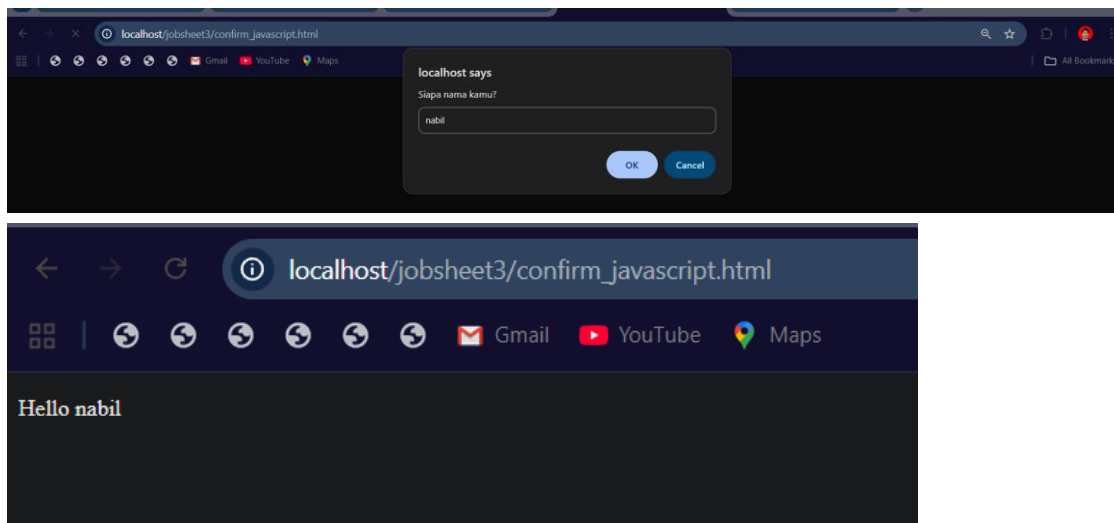 localhost/jobsheet3/confirm_javascript.html
Gmail YouTube Maps
All Bookmark
localhost says
Siapa nama kamu?
nabil
OK Cancel
localhost/jobsheet3/confirm_javascript.html
Gmail YouTube Maps
Hello nabil